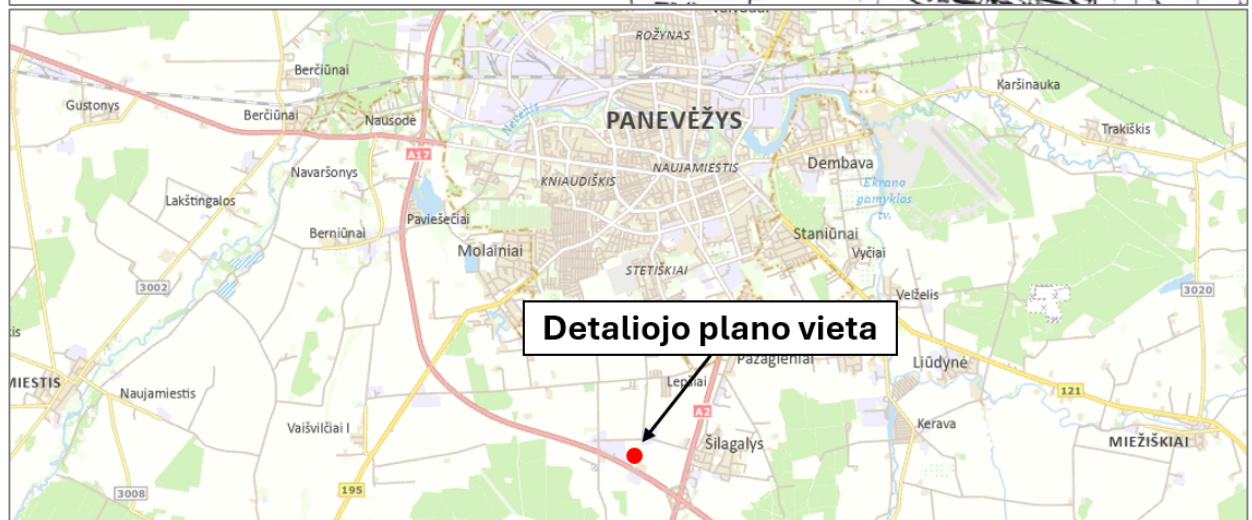 ROŽYNAS
Berčiūnai
Karšinauka
Gustonys
Berčiūnai
Nausodė
Nevėžis
PANEVĖŽYS
Trakiškis
A17
NAUJAMIESTIS
Dembava
Navaršonys
KNIAUDIŠKIS
Ekrano
gamyklos
tv.
Lakštingalos
Paviešečiai
Berniūnai
Molainiai
Staniūnai
Vyčiai
STETIŠKIAI
3002
3020
Velželis
Detaliojo plano vieta
Pažagieniai
Liūdynė
MIESTIS
Naujamiestis
Lepšiai
121
A2
Vaišvilčiai I
Šilagalys
Kerava
MIEŽIŠKIAI
195
3008